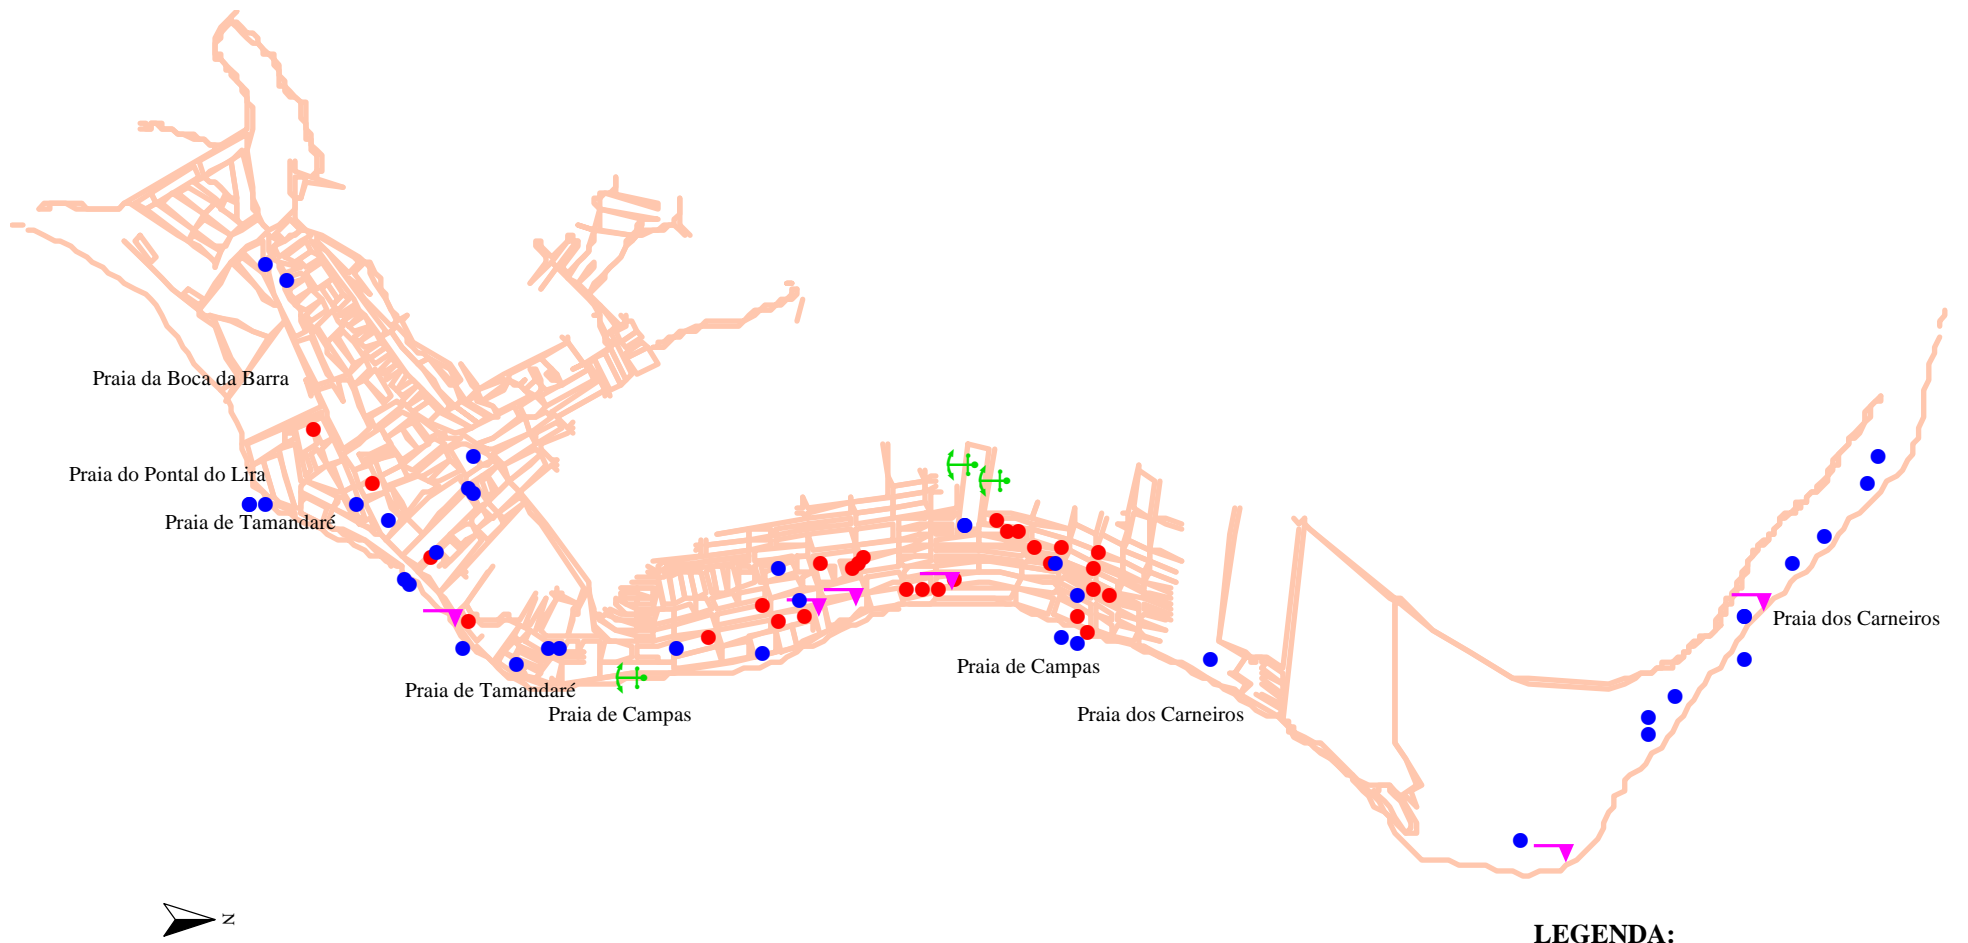 Praia da Boca da Barra
Praia do Pontal do Lira
Praia de Tamandaré
Praia dos Carneiros
Praia de Campas
Praia de Tamandaré
Praia de Campas
Praia dos Carneiros
N
LEGENDA: